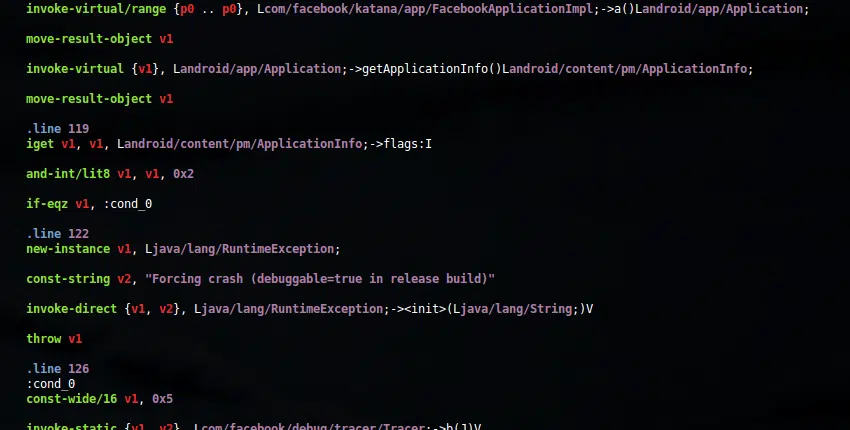 invoke-virtual/range {p0 .. p0}, Lcom/facebook/katana/app/FacebookApplicationImpl;->a()Landroid/app/Application;
move-result-object v1
invoke-virtual {v1}, Landroid/app/Application;->getApplicationInfo()Landroid/content/pm/ApplicationInfo;
move-result-object v1
.line 119
iget v1, v1, Landroid/content/pm/ApplicationInfo;->flags:I
and-int/lit8 v1, v1, 0x2
if-eqz v1, :cond_0
.line 122
new-instance v1, Ljava/lang/RuntimeException;
const-string v2, "Forcing crash (debuggable=true in release build)"
invoke-direct {v1, v2}, Ljava/lang/RuntimeException;-><init>(Ljava/lang/String;)V
throw v1
.line 126
:cond_0
const-wide/16 v1, 0x5
invoke-static {v1, v2}, Lcom/facebook/debug/tracer/Tracer;->b(J)V